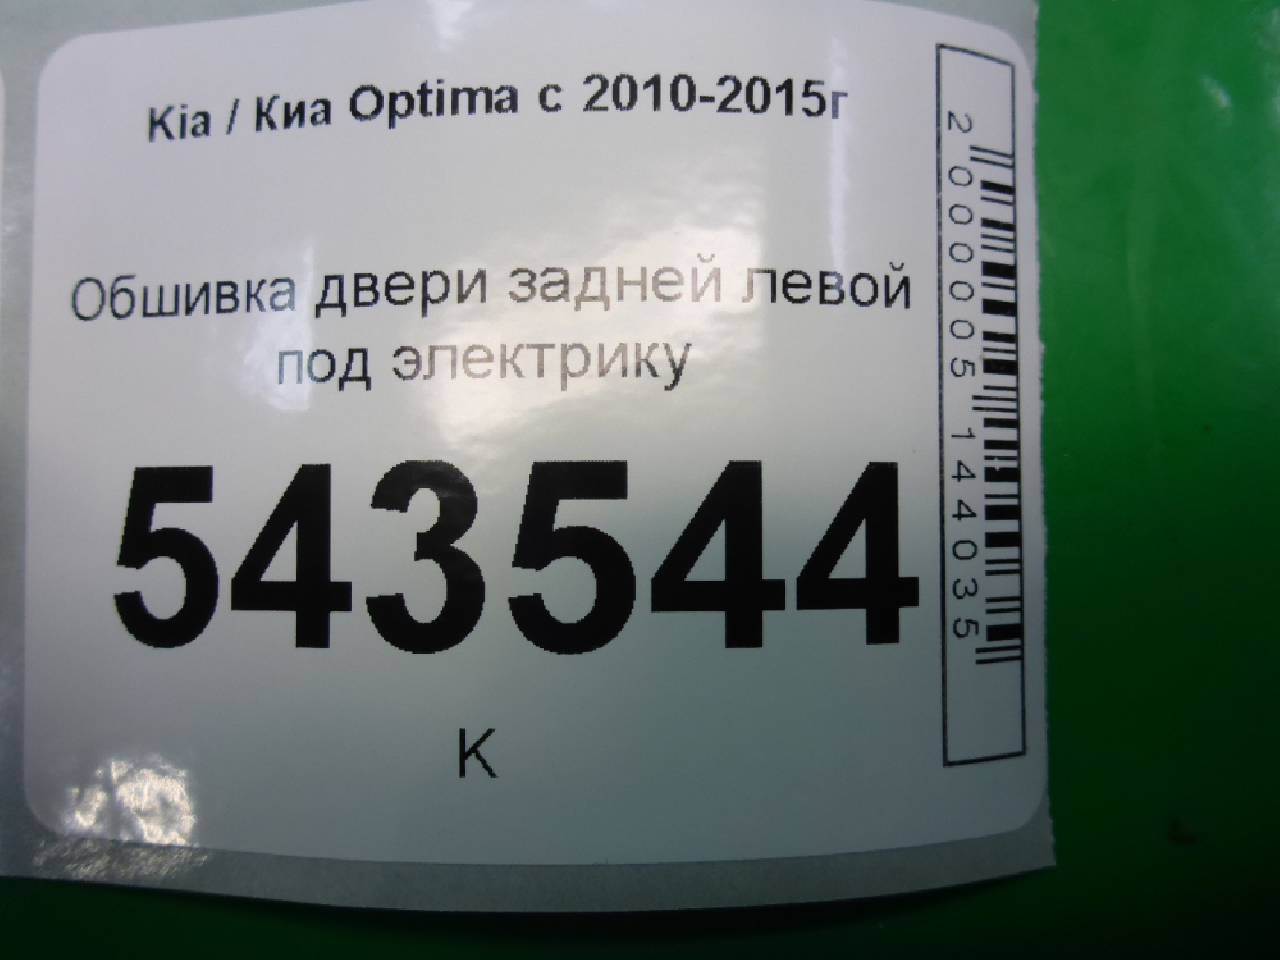 Kia / Киа Optima с 2010-2015г
Обшивка двери задней левой
под электрику
543544
К
2000005144035